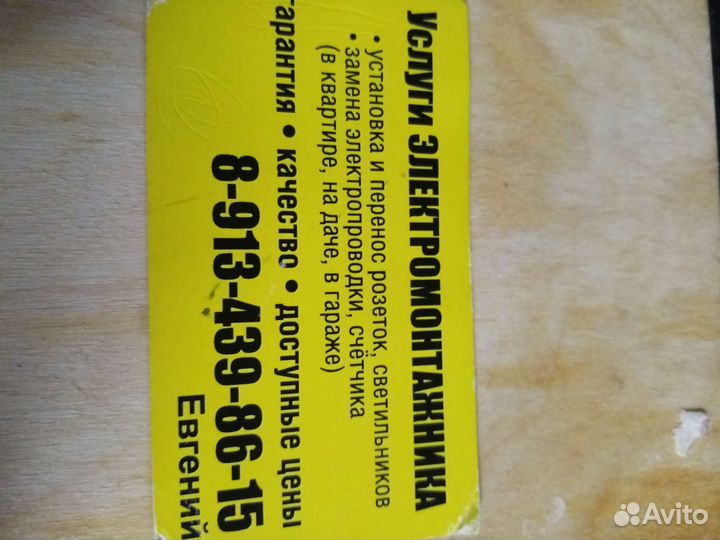 Услуги ЭЛЕКТРОМОНТАЖНИКА
• установка и перенос розеток, светильников
• замена электропроводки, счётчика
(в квартире, на даче, в гараже)
гарантия • качество • доступные цены
8-913-439-86-15
Евгений
Avito